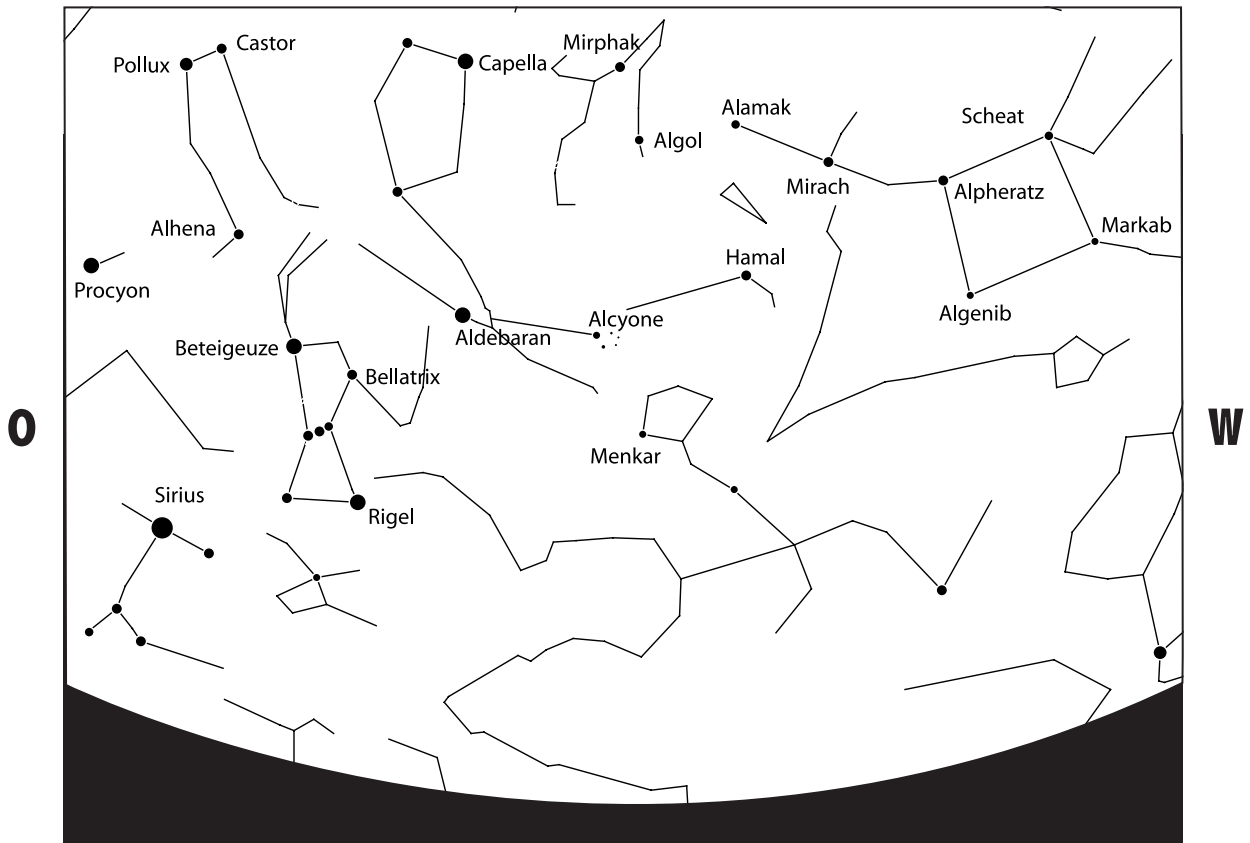 Castor
Mirphak
Pollux
Capella
Alamak
Scheat
Algol
Mirach
Alpheratz
Alhena
Markab
Hamal
Procyon
Algenib
Alcyone
Aldebaran
Beteigeuze
Bellatrix
O
W
Menkar
Sirius
Rigel